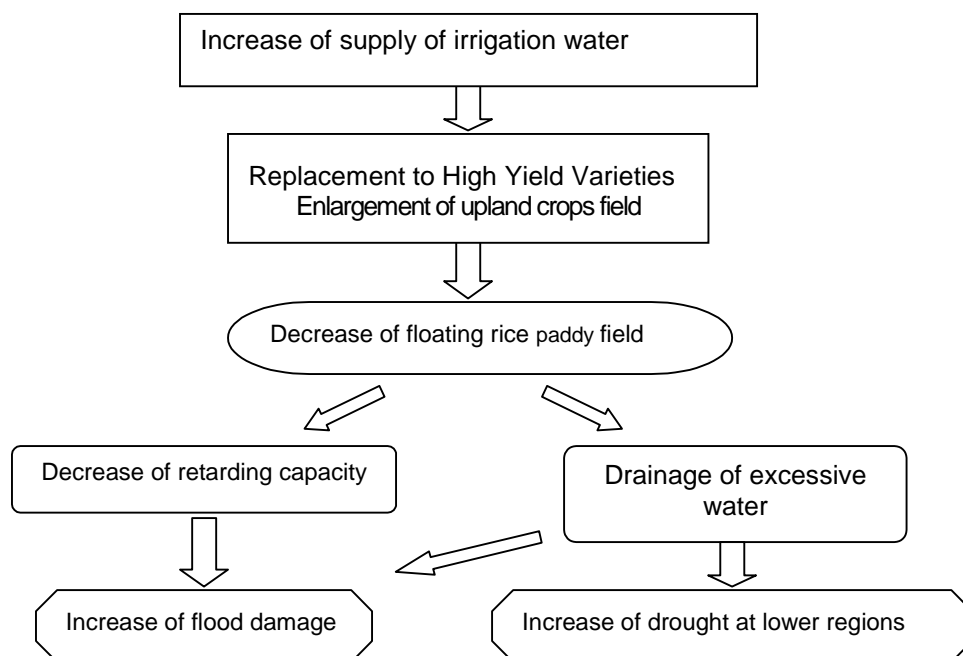 Increase of supply of irrigation water
Replacement to High Yield Varieties
Enlargement of upland crops field
Decrease of floating rice paddy field
Decrease of retarding capacity
Drainage of excessive
water
Increase of flood damage
Increase of drought at lower regions